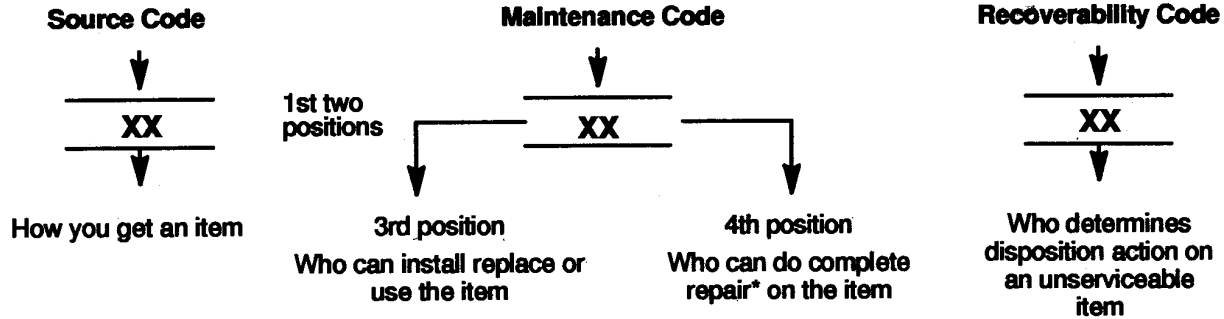 Source Code
XX
How you get an item
1st two
positions
Maintenance Code
XX
3rd position
Who can install replace or
use the item
4th position
Who can do complete
repair* on the item
Recoverability Code
XX
Who determines
disposition action on
an unserviceable
item